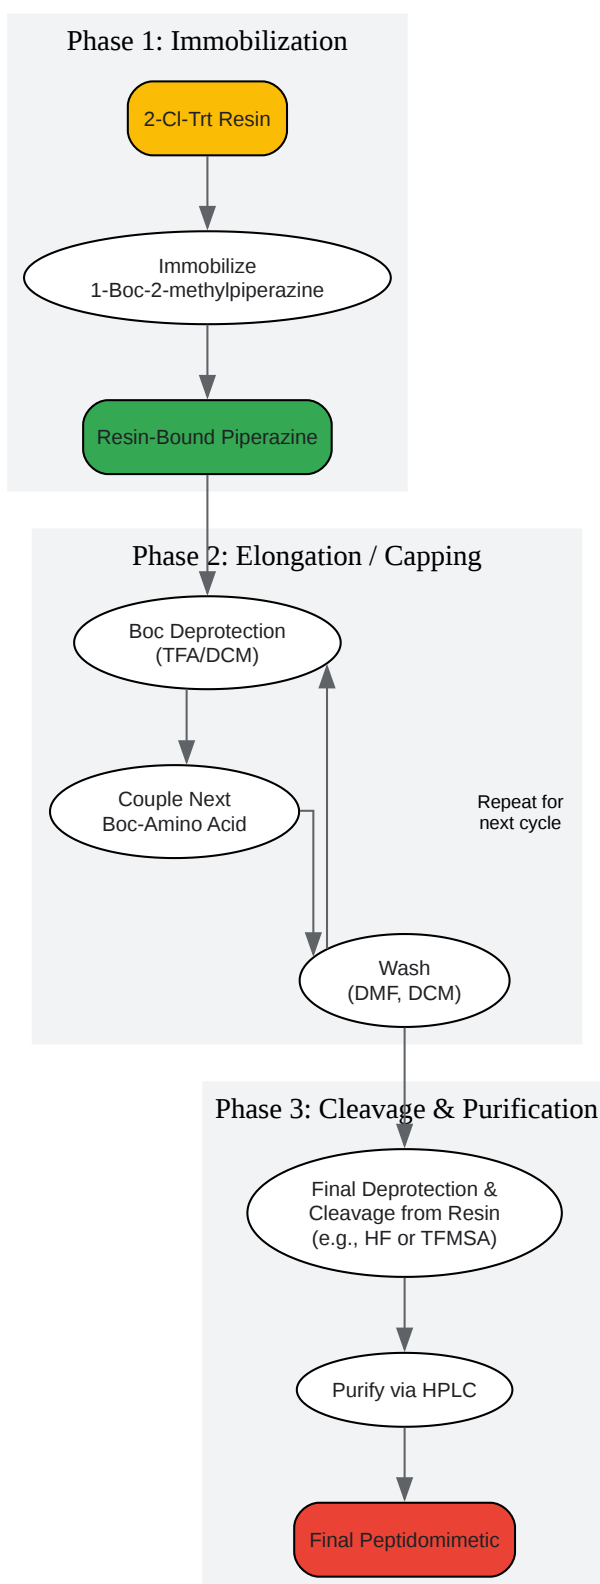 Phase 1: Immobilization
2-Cl-Trt Resin
Immobilize
1-Boc-2-methylpiperazine
Resin-Bound Piperazine
Phase 2: Elongation / Capping
Boc Deprotection
(TFA/DCM)
Couple Next
Boc-Amino Acid
Repeat for
next cycle
Wash
(DMF, DCM)
Phase 3: Cleavage & Purification
Final Deprotection &
Cleavage from Resin
(e.g., HF or TFMSA)
Purify via HPLC
Final Peptidomimetic